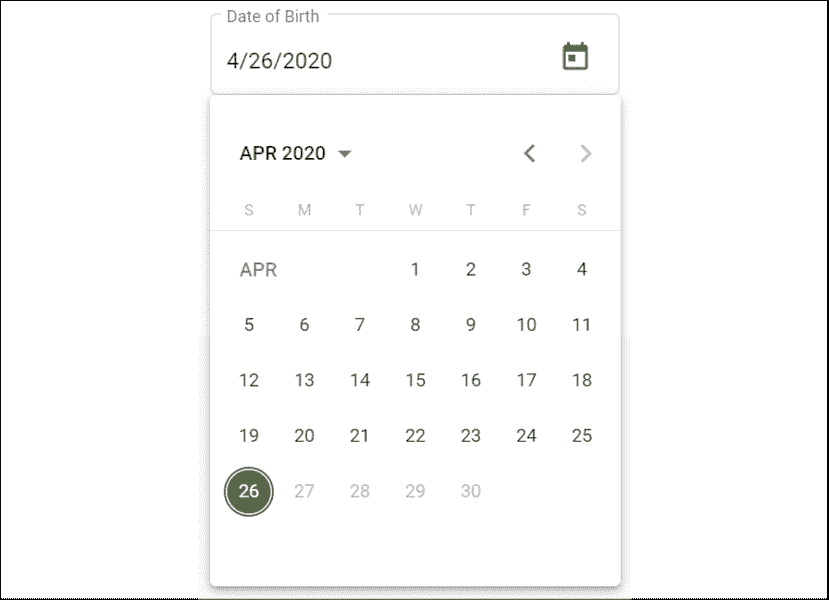 Date of Birth
4/26/2020
APR 2020
S M T W T F S
APR 1 2 3 4
5 6 7 8 9 10 11
12 13 14 15 16 17 18
19 20 21 22 23 24 25
26 27 28 29 30